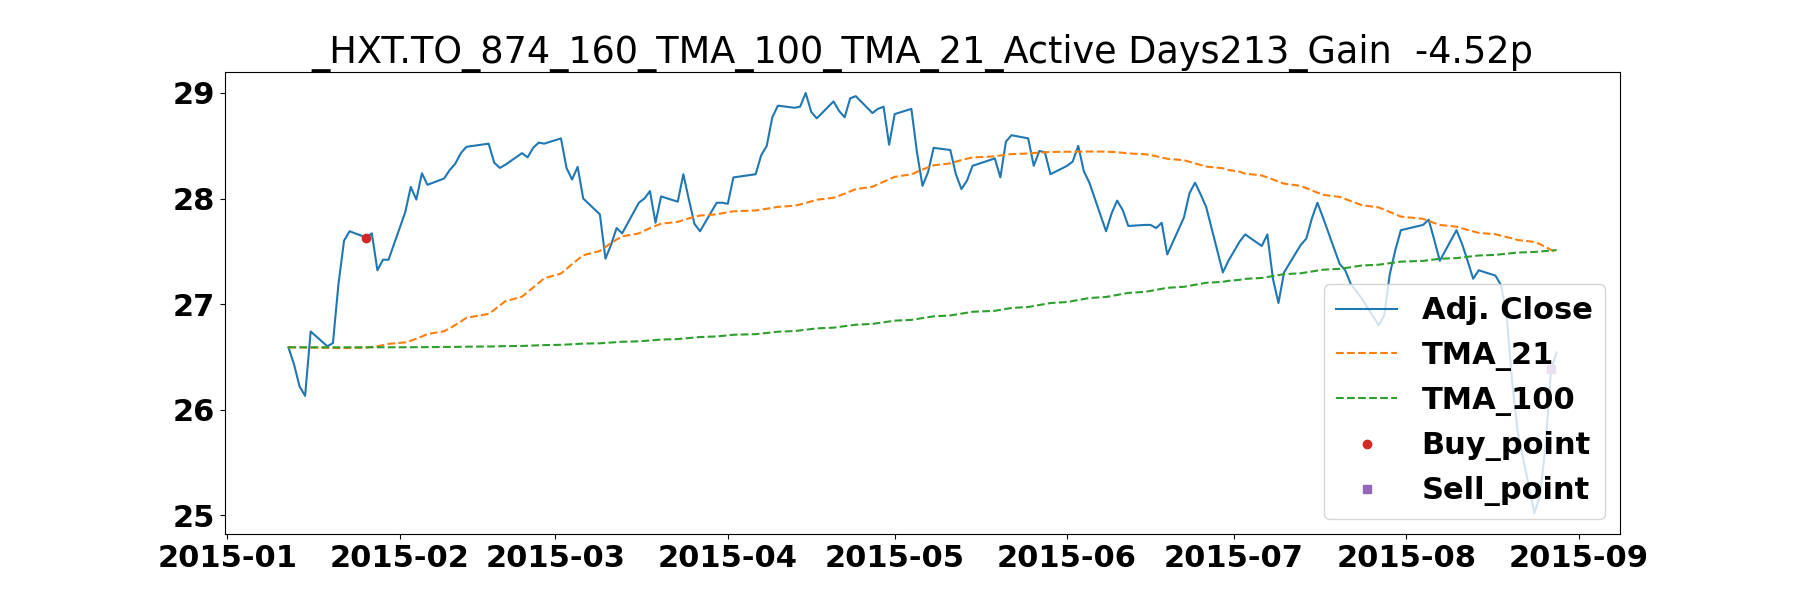 _HXT.TO_874_160_TMA_100_TMA_21_Active Days213_Gain  -4.52p
29
28
27
26
25
Adj. Close
TMA_21
TMA_100
Buy_point
Sell_point
2015-01 2015-02 2015-03 2015-04 2015-05 2015-06 2015-07 2015-08 2015-09